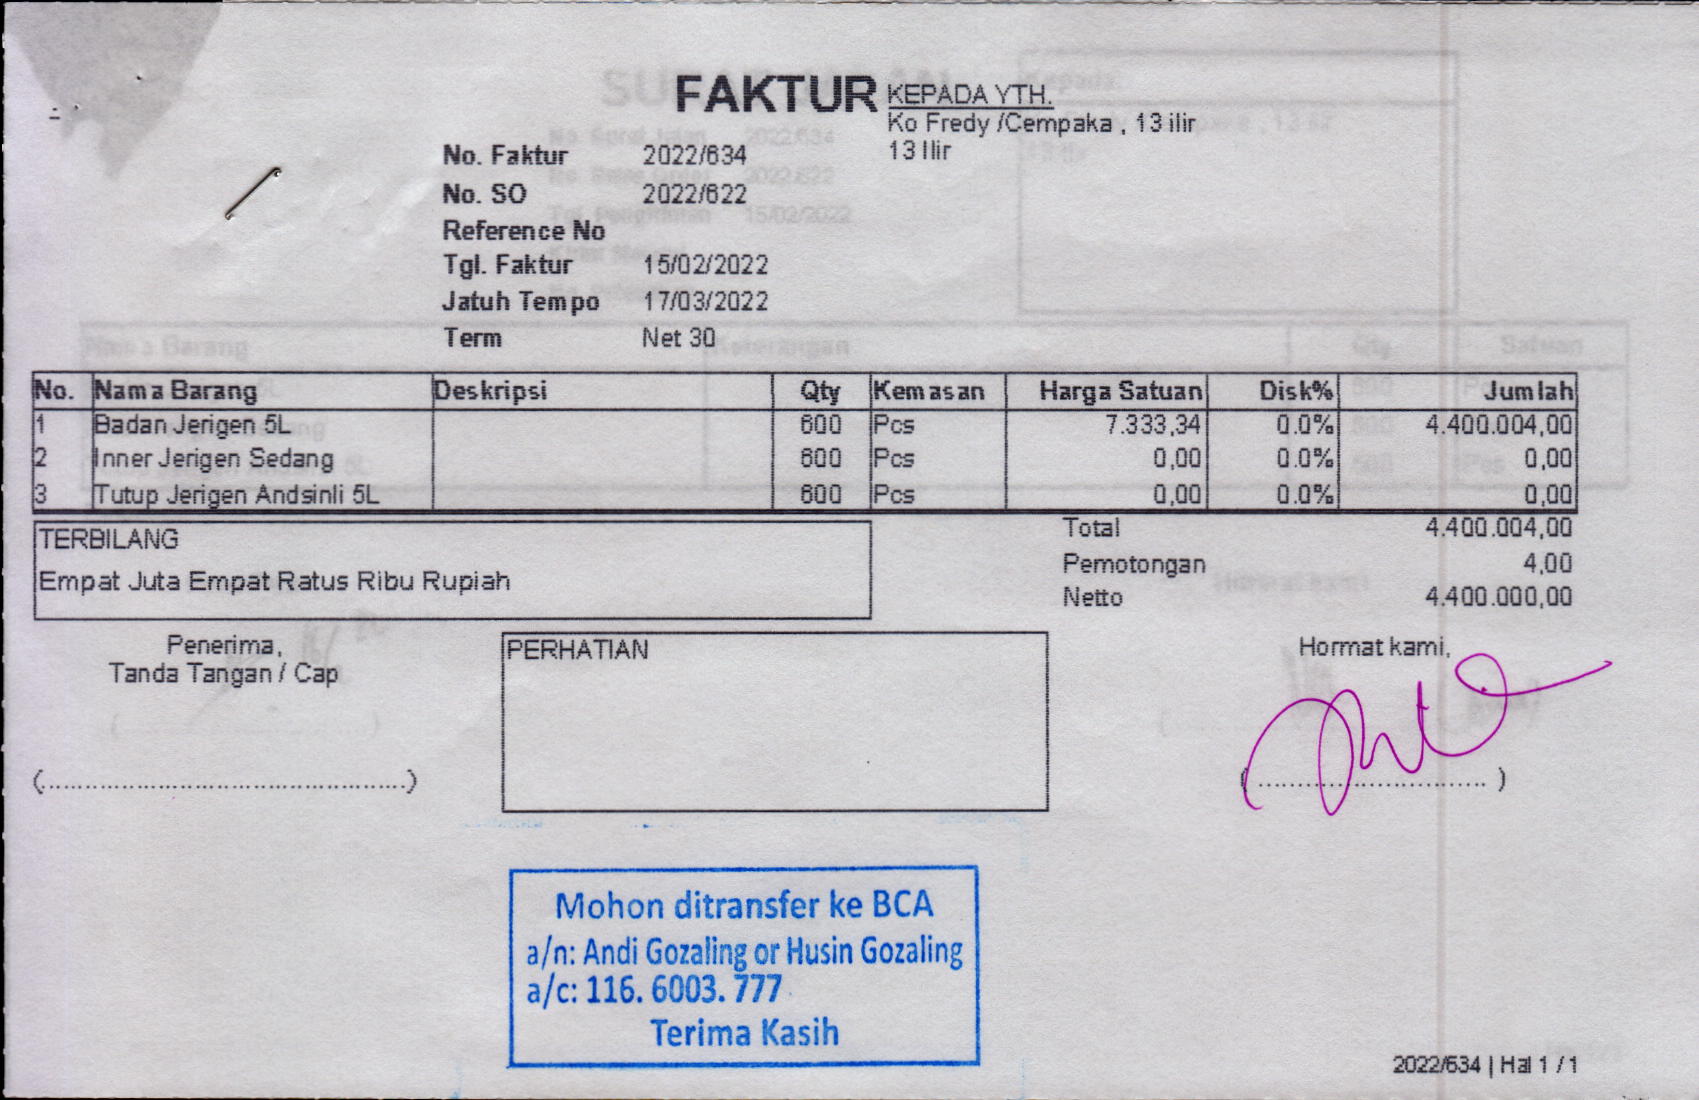 FAKTUR
KEPADA YTH.
Ko Fredy /Cempaka , 13 ilir
13 Ilir
No. Faktur 2022/634
No. SO 2022/622
Reference No
Tgl. Faktur 15/02/2022
Jatuh Tempo 17/03/2022
Term Net 30
No. Nama Barang Deskripsi Qty Kemasan Harga Satuan Disk% Jumlah
1 Badan Jerigen 5L 600 Pcs 7.333,34 0.0% 4.400.004,00
2 Inner Jerigen Sedang 600 Pcs 0,00 0.0% 0,00
3 Tutup Jerigen Andsinli 5L 600 Pcs 0,00 0.0% 0,00
TERBILANG
Empat Juta Empat Ratus Ribu Rupiah
Total 4.400.004,00
Pemotongan 4,00
Netto 4.400.000,00
Penerima,
Tanda Tangan / Cap
(................................................)
PERHATIAN
Hormat kami,
(.............................. )
Mohon ditransfer ke BCA
a/n: Andi Gozaling or Husin Gozaling
a/c: 116. 6003. 777
Terima Kasih
2022/634 | Hal 1 / 1